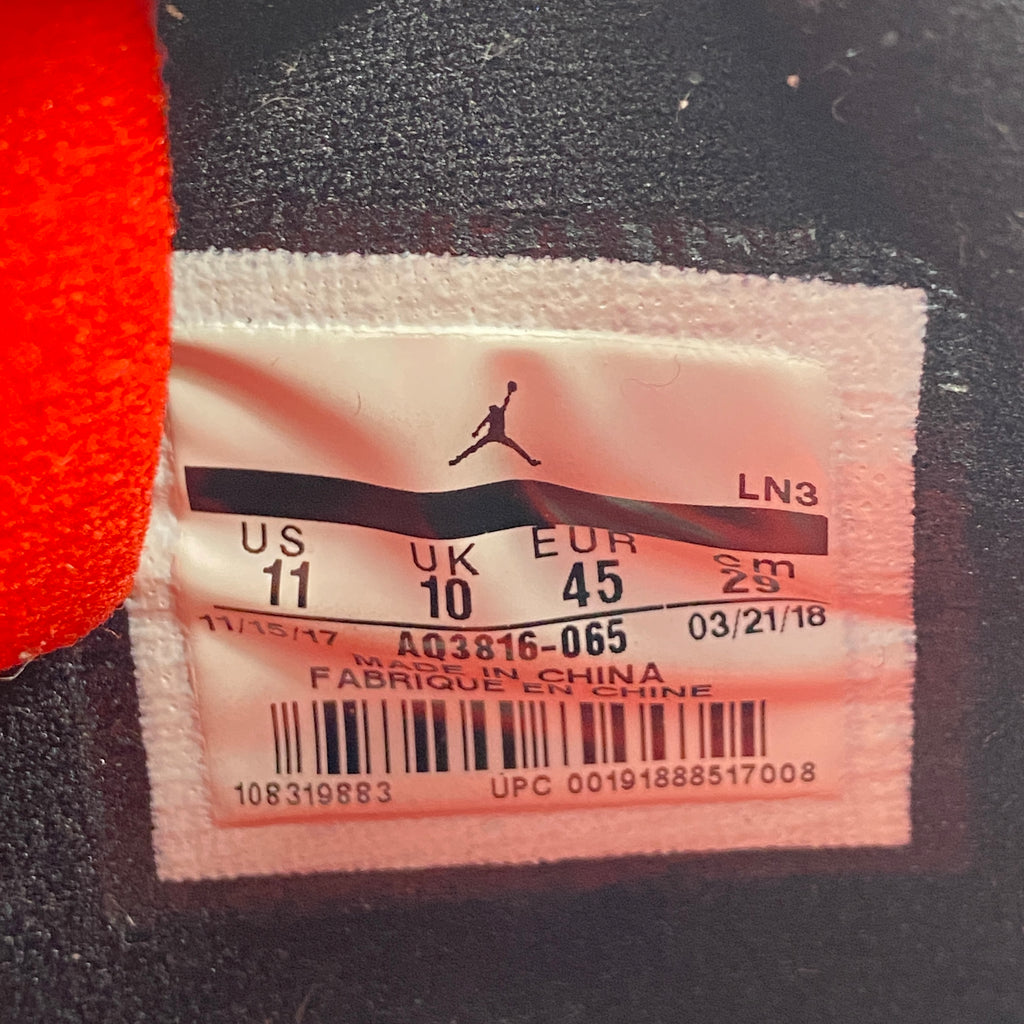 LN3
US UK EUR cm
11 10 45 29
11/15/17 AQ3816-065 03/21/18
MADE IN CHINA
FABRIQUE EN CHINE
108319883 UPC 00191888517008